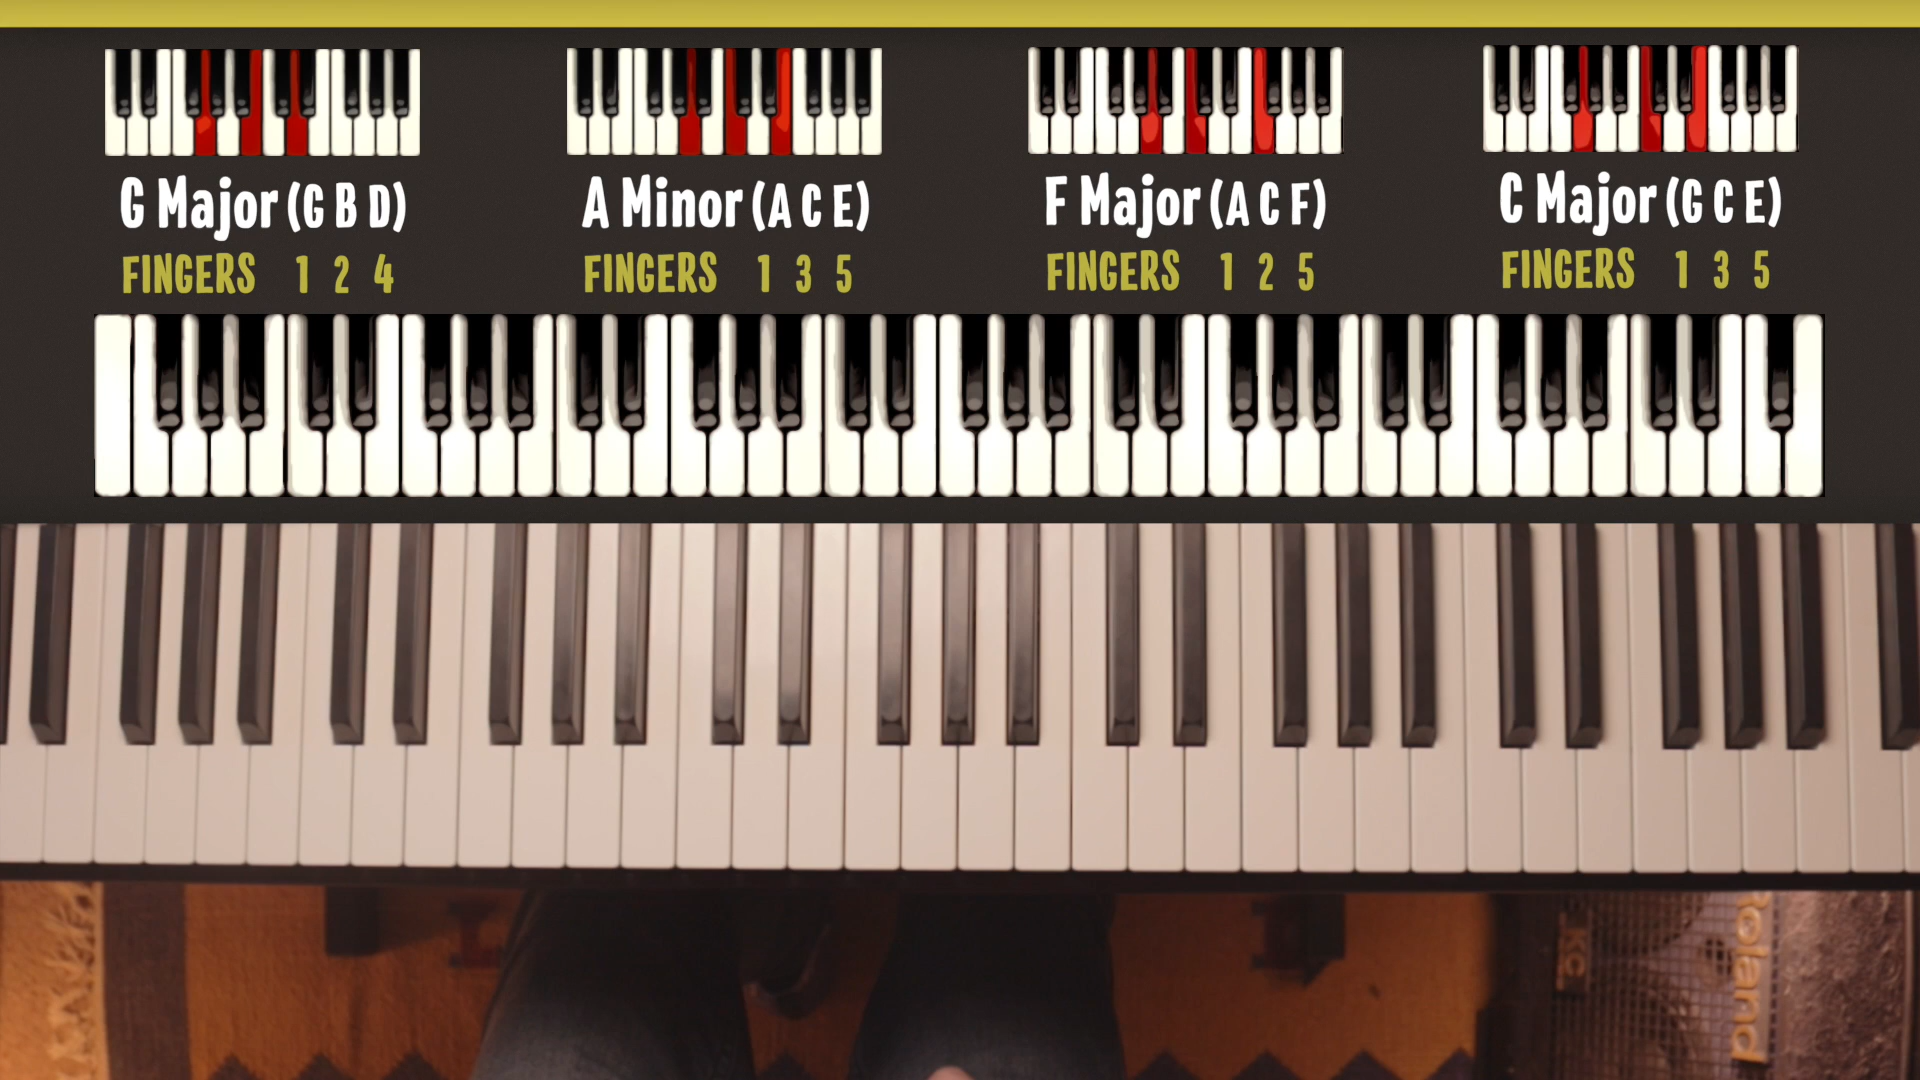 G Major (G B D)
FINGERS 1 2 4
A Minor (A C E)
FINGERS 1 3 5
F Major (A C F)
FINGERS 1 2 5
C Major (G C E)
FINGERS 1 3 5
KC
Roland